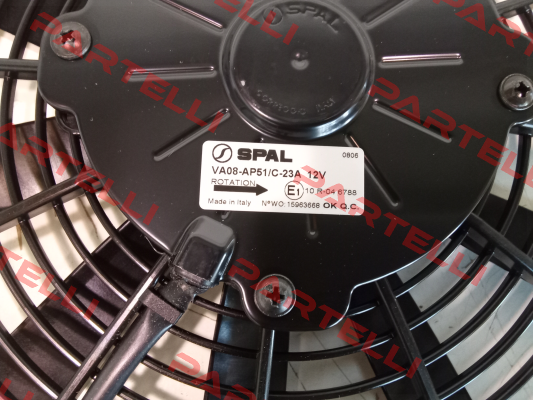 SPAL
SPAL 0606
VA08-AP51/C-23A 12V
ROTATION E1 10 R-04 6788
Made in Italy N°WO:15963668 OK Q.C.
PARTELLI
PARTELLI
PARTELLI
PARTELLI
PARTELLI